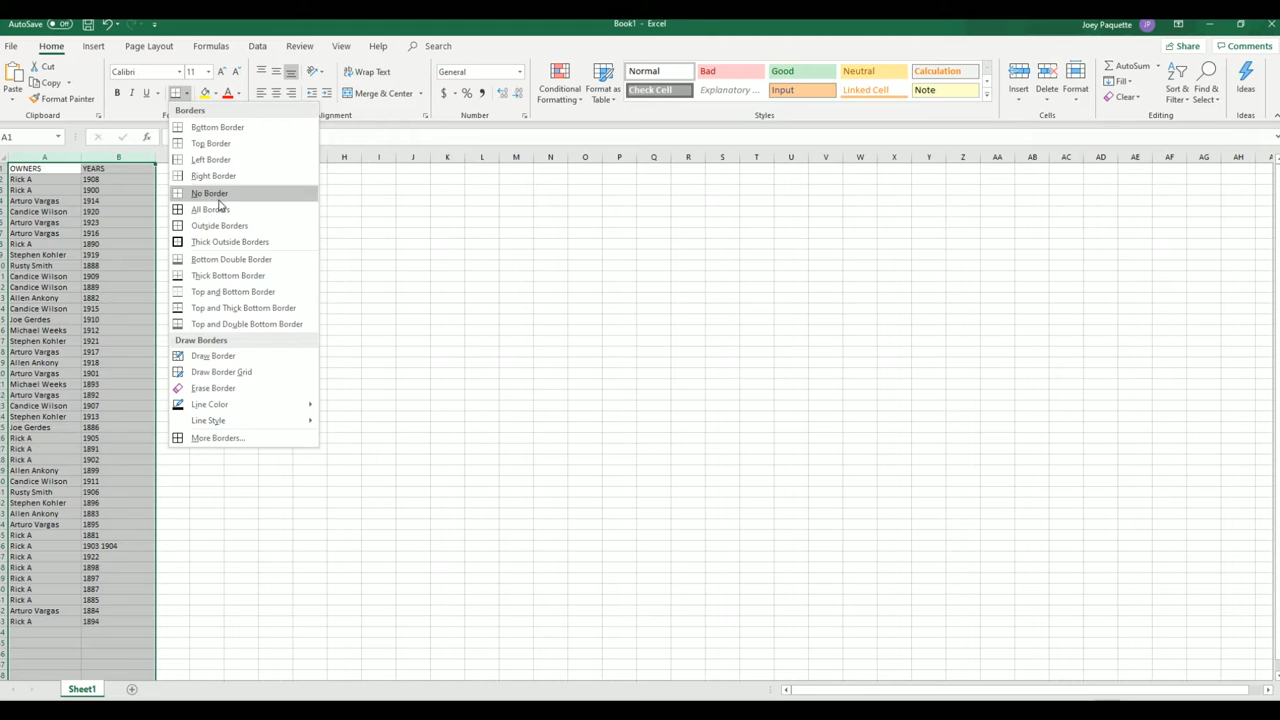 AutoSave Off
Book1 - Excel
Joey Paquette JP
File Home Insert Page Layout Formulas Data Review View Help Search
Share Comments
Cut
Copy
Format Painter
Paste
Clipboard
Calibri 11
B I U
Wrap Text
Merge & Center
General
$ % ,
Number
Conditional Formatting
Format as Table
Normal Bad Good Neutral Calculation
Check Cell Explanatory ... Input Linked Cell Note
Styles
Insert Delete Format
Cells
AutoSum
Clear
Sort & Filter
Find & Select
Editing
Ideas
Ideas
A1
fx
A B H I J K L M N O P Q R S T U V W X Y Z AA AB AC AD AE AF AG AH AI
OWNERS YEARS
Rick A 1908
Rick A 1900
Arturo Vargas 1914
Candice Wilson 1920
Arturo Vargas 1923
Arturo Vargas 1916
Rick A 1890
Stephen Kohler 1919
Rusty Smith 1888
Candice Wilson 1909
Candice Wilson 1889
Allen Ankony 1882
Candice Wilson 1915
Joe Gerdes 1910
Michael Weeks 1912
Stephen Kohler 1921
Arturo Vargas 1917
Allen Ankony 1918
Arturo Vargas 1901
Michael Weeks 1893
Arturo Vargas 1892
Candice Wilson 1907
Stephen Kohler 1913
Joe Gerdes 1886
Rick A 1905
Rick A 1891
Rick A 1902
Allen Ankony 1899
Candice Wilson 1911
Rusty Smith 1906
Stephen Kohler 1896
Allen Ankony 1883
Arturo Vargas 1895
Rick A 1881
Rick A 1903 1904
Rick A 1922
Rick A 1898
Rick A 1897
Rick A 1887
Rick A 1885
Arturo Vargas 1884
Rick A 1894
Borders
Bottom Border
Top Border
Left Border
Right Border
No Border
All Borders
Outside Borders
Thick Outside Borders
Bottom Double Border
Thick Bottom Border
Top and Bottom Border
Top and Thick Bottom Border
Top and Double Bottom Border
Draw Borders
Draw Border
Draw Border Grid
Erase Border
Line Color
Line Style
More Borders...
Sheet1